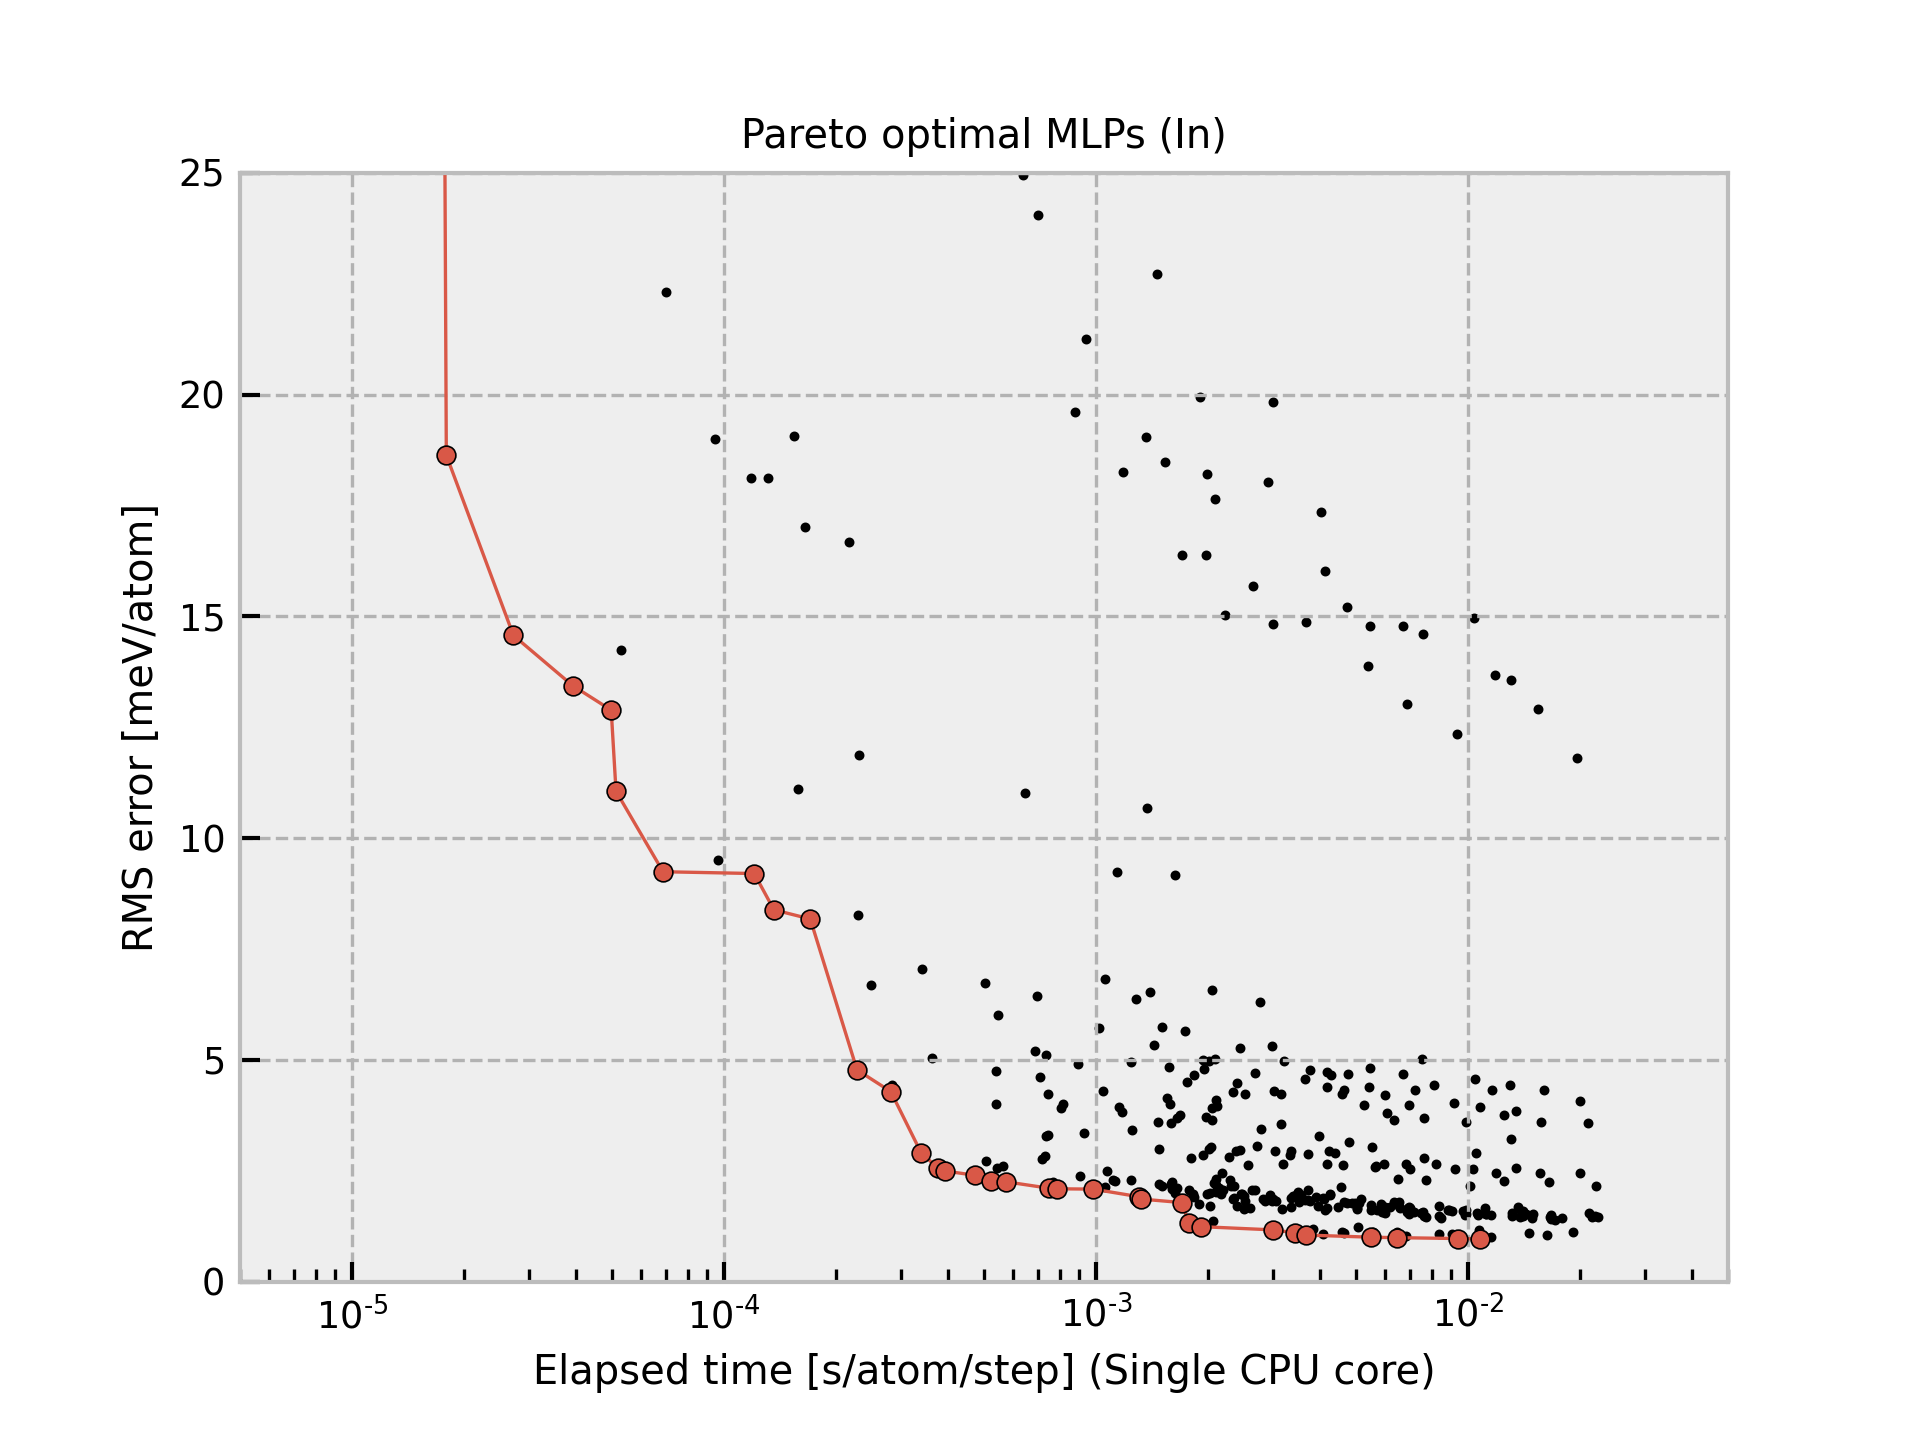 Pareto optimal MLPs (In)
25
20
15
10
5
0
RMS error [meV/atom]
10-5 10-4 10-3 10-2
Elapsed time [s/atom/step] (Single CPU core)